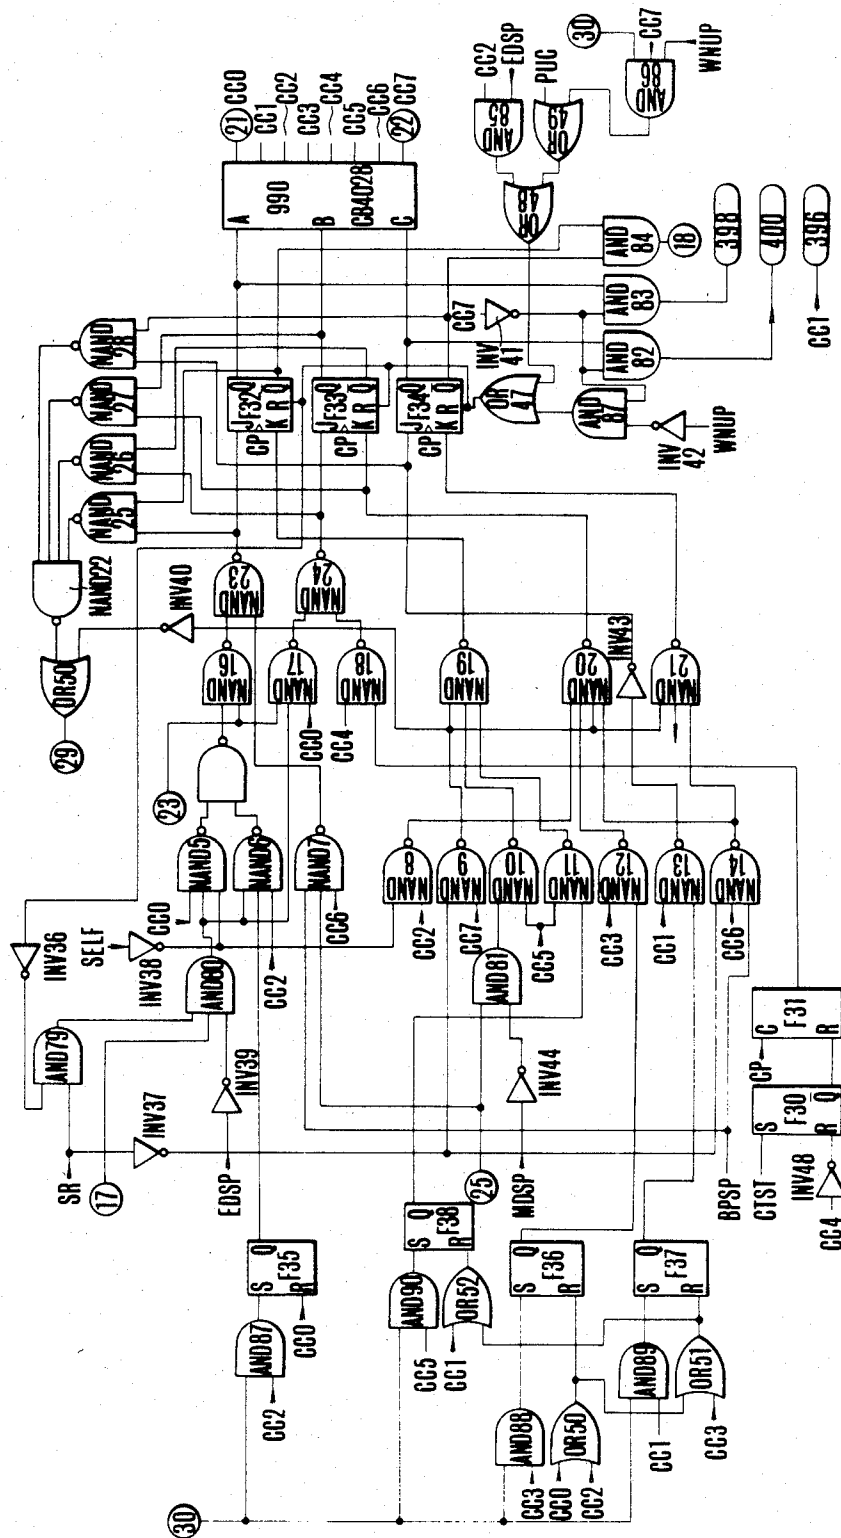 21
CC0
CC1
CC2
CC3
CC4
CC5
CC6
22
CC7
A
990
B
CB4028
C
30
CC7
WNUP
AND 86
CC2
EDSP
AND 85
PUC
OR 49
OR 48
NAND 28
NAND 27
NAND 26
NAND 25
NAND22
OR50
29
INV40
J
F32
Q
CP
K
R
Q
J
F33
Q
CP
K
R
Q
J
F34
Q
CP
K
R
Q
CC7
INV 41
OR 47
AND 87
INV 42
WNUP
AND 84
18
AND 83
AND 82
398
400
396
CC1
NAND 23
NAND 24
NAND 16
NAND 17
NAND 18
NAND 19
NAND 20
NAND 21
INV43
CC0
CC4
23
NAND5
NAND6
NAND7
NAND 8
NAND 9
NAND 10
NAND 11
NAND 12
NAND 13
NAND 14
CC0
CC2
CC6
CC2
CC7
CC5
CC3
CC1
CC6
INV36
SELF
INV38
AND80
AND79
INV39
INV37
SR
17
EDSP
AND81
INV44
25
MDSP
BPSP
C
F31
CP
R
S
F30
R
Q
CTST
INV48
CC4
S
Q
F35
R
CC0
AND87
CC2
S
Q
F38
R
AND90
OR52
CC5
CC1
S
Q
F36
R
AND88
OR50
CC3
CC0
CC2
S
Q
F37
R
AND89
OR51
CC1
CC3
30